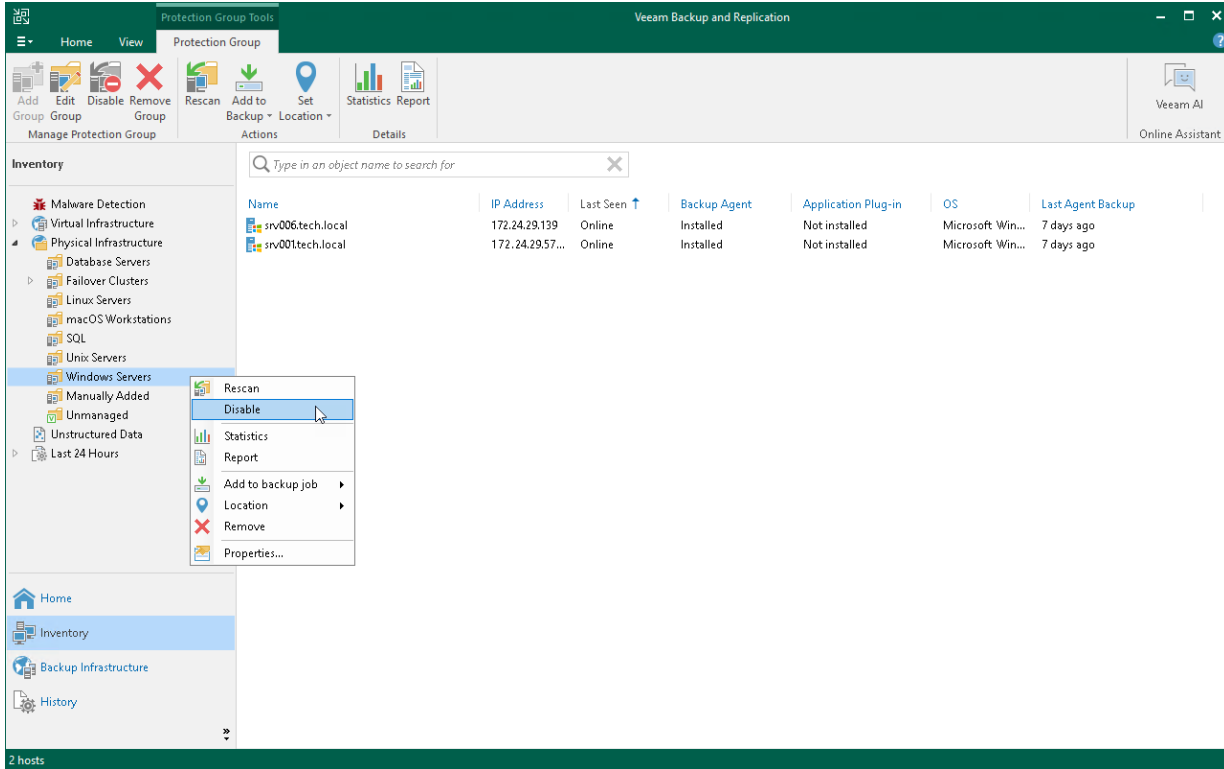 Protection Group Tools
Veeam Backup and Replication
Home View Protection Group
Add Group
Edit Group
Disable
Remove Group
Rescan
Add to Backup
Set Location
Statistics
Report
Veeam AI
Manage Protection Group
Actions
Details
Online Assistant
Inventory
Type in an object name to search for
Malware Detection
Virtual Infrastructure
Physical Infrastructure
Database Servers
Failover Clusters
Linux Servers
macOS Workstations
SQL
Unix Servers
Windows Servers
Manually Added
Unmanaged
Unstructured Data
Last 24 Hours
Name IP Address Last Seen Backup Agent Application Plug-in OS Last Agent Backup
srv006.tech.local 172.24.29.139 Online Installed Not installed Microsoft Win... 7 days ago
srv001.tech.local 172.24.29.57... Online Installed Not installed Microsoft Win... 7 days ago
Rescan
Disable
Statistics
Report
Add to backup job
Location
Remove
Properties...
Home
Inventory
Backup Infrastructure
History
2 hosts